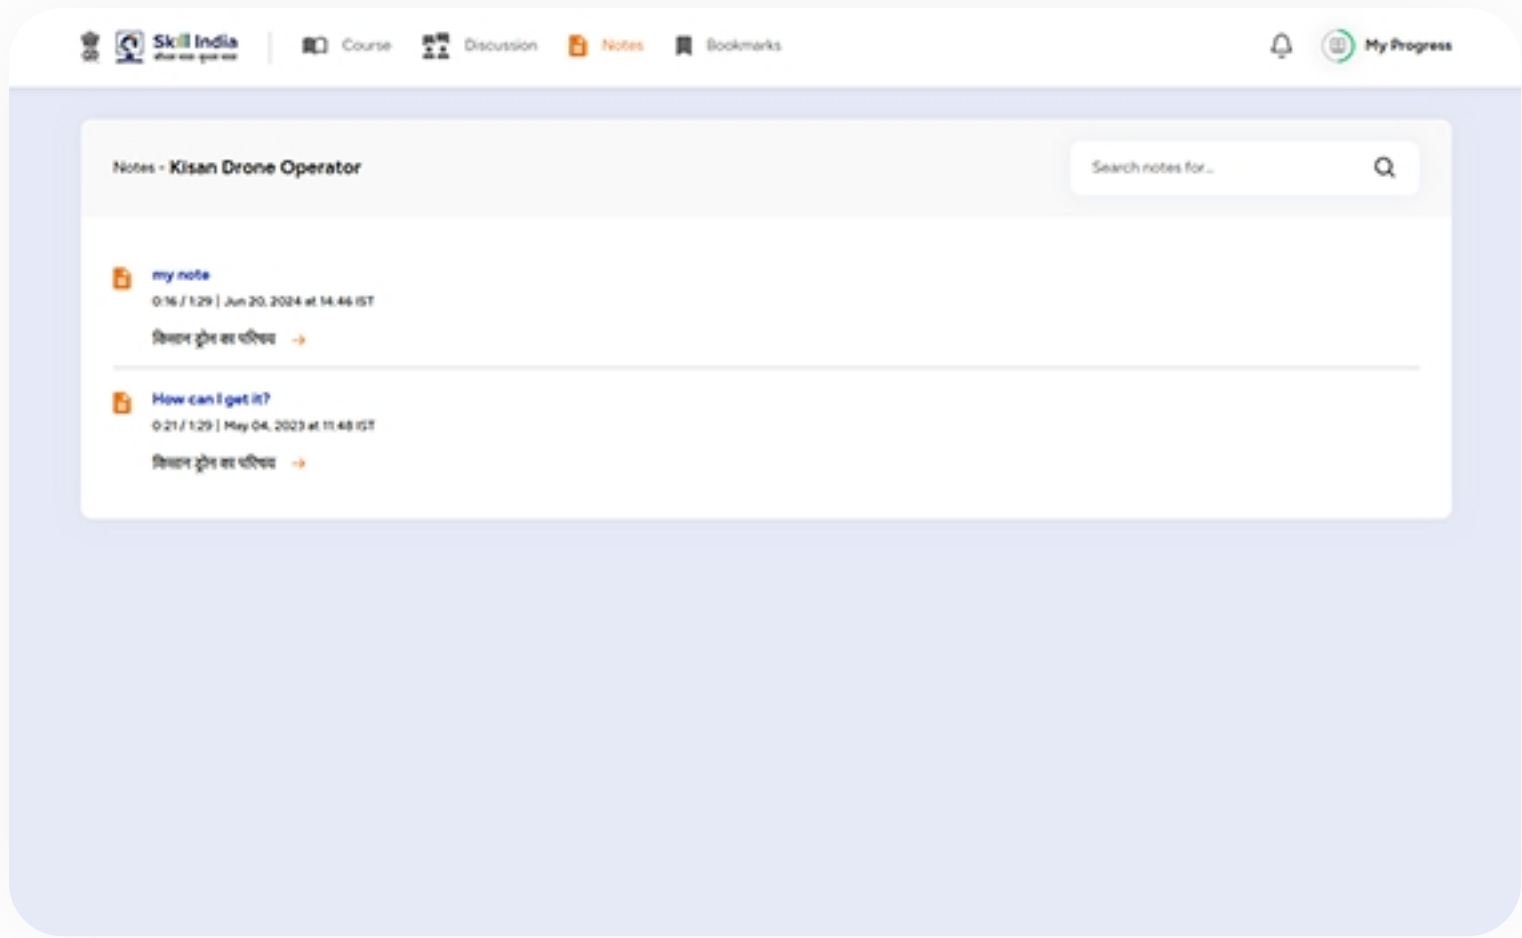 Skill India
Course
Discussion
Notes
Bookmarks
My Progress
Notes - Kisan Drone Operator
Search notes for...
my note
0:16 / 1:29 | Jun 20, 2024 at 14:46 IST
किसान ड्रोन का परिचय →
How can I get it?
0:21 / 1:29 | May 04, 2023 at 11:48 IST
किसान ड्रोन का परिचय →